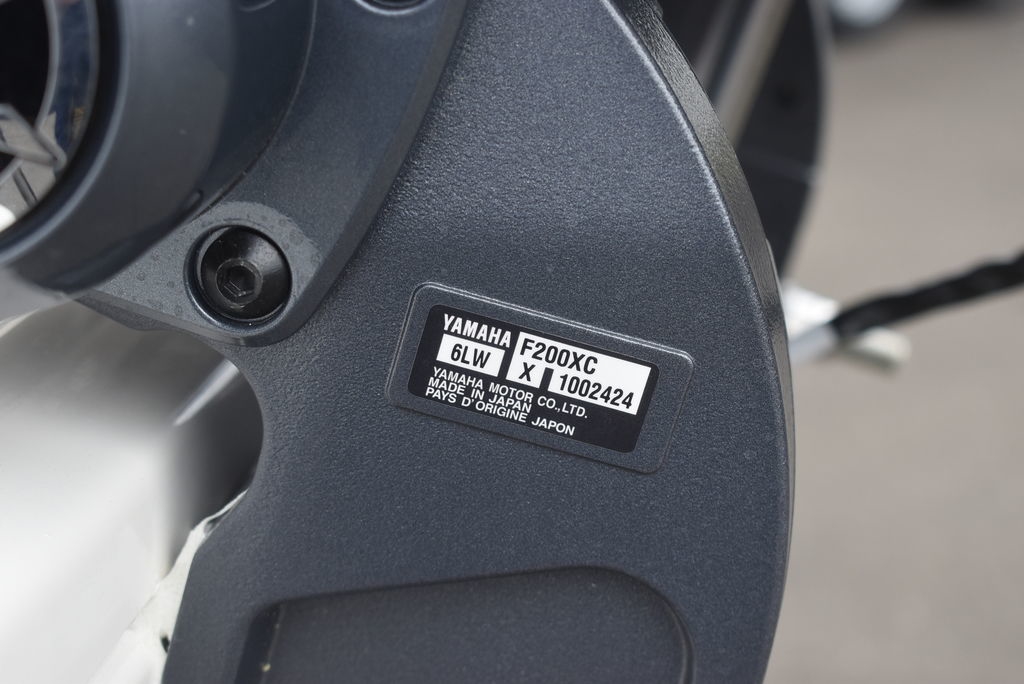 YAMAHA F200XC
6LW X 1002424
YAMAHA MOTOR CO.,LTD.
MADE IN JAPAN
PAYS D'ORIGINE JAPON